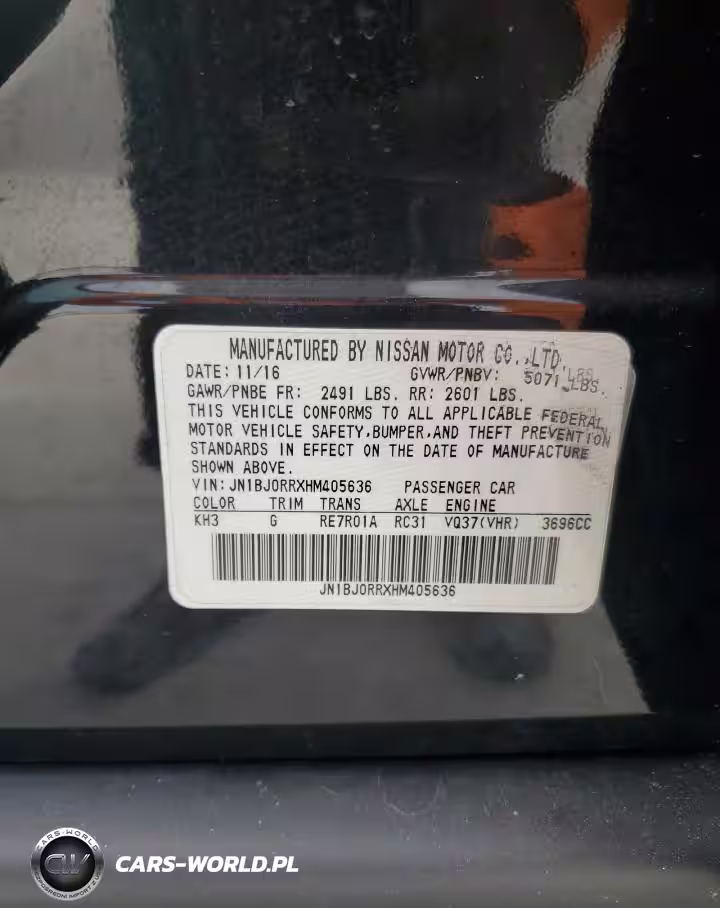 MANUFACTURED BY NISSAN MOTOR CO.,LTD.
DATE: 11/16 GVWR/PNBV: 5071 LBS.
GAWR/PNBE FR: 2491 LBS. RR: 2601 LBS.
THIS VEHICLE CONFORMS TO ALL APPLICABLE FEDERAL
MOTOR VEHICLE SAFETY,BUMPER,AND THEFT PREVENTION
STANDARDS IN EFFECT ON THE DATE OF MANUFACTURE
SHOWN ABOVE.
VIN: JN1BJ0RRXHM405636 PASSENGER CAR
COLOR TRIM TRANS AXLE ENGINE
KH3 G RE7R01A RC31 VQ37(VHR) 3696CC
JN1BJ0RRXHM405636
CARS-WORLD
CW
CARS-WORLD.PL